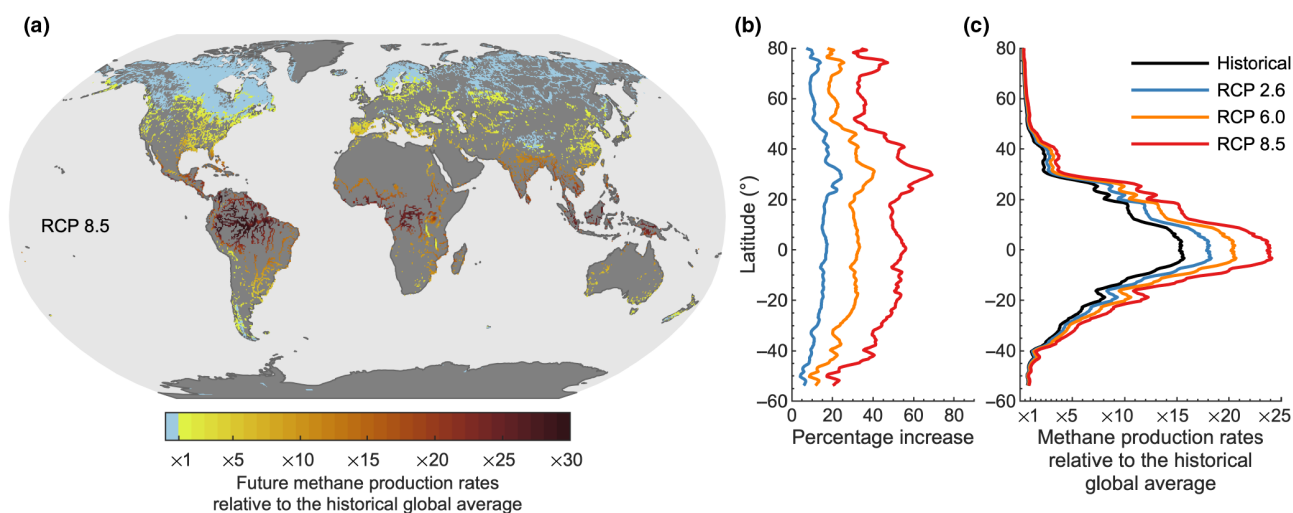 (a)
RCP 8.5
×1 ×5 ×10 ×15 ×20 ×25 ×30
Future methane production rates
relative to the historical global average
(b)
80
60
40
20
0
−20
−40
−60
Latitude (°)
0 20 40 60 80
Percentage increase
(c)
Historical
RCP 2.6
RCP 6.0
RCP 8.5
80
60
40
20
0
−20
−40
−60
×1 ×5 ×10 ×15 ×20 ×25
Methane production rates
relative to the historical
global average